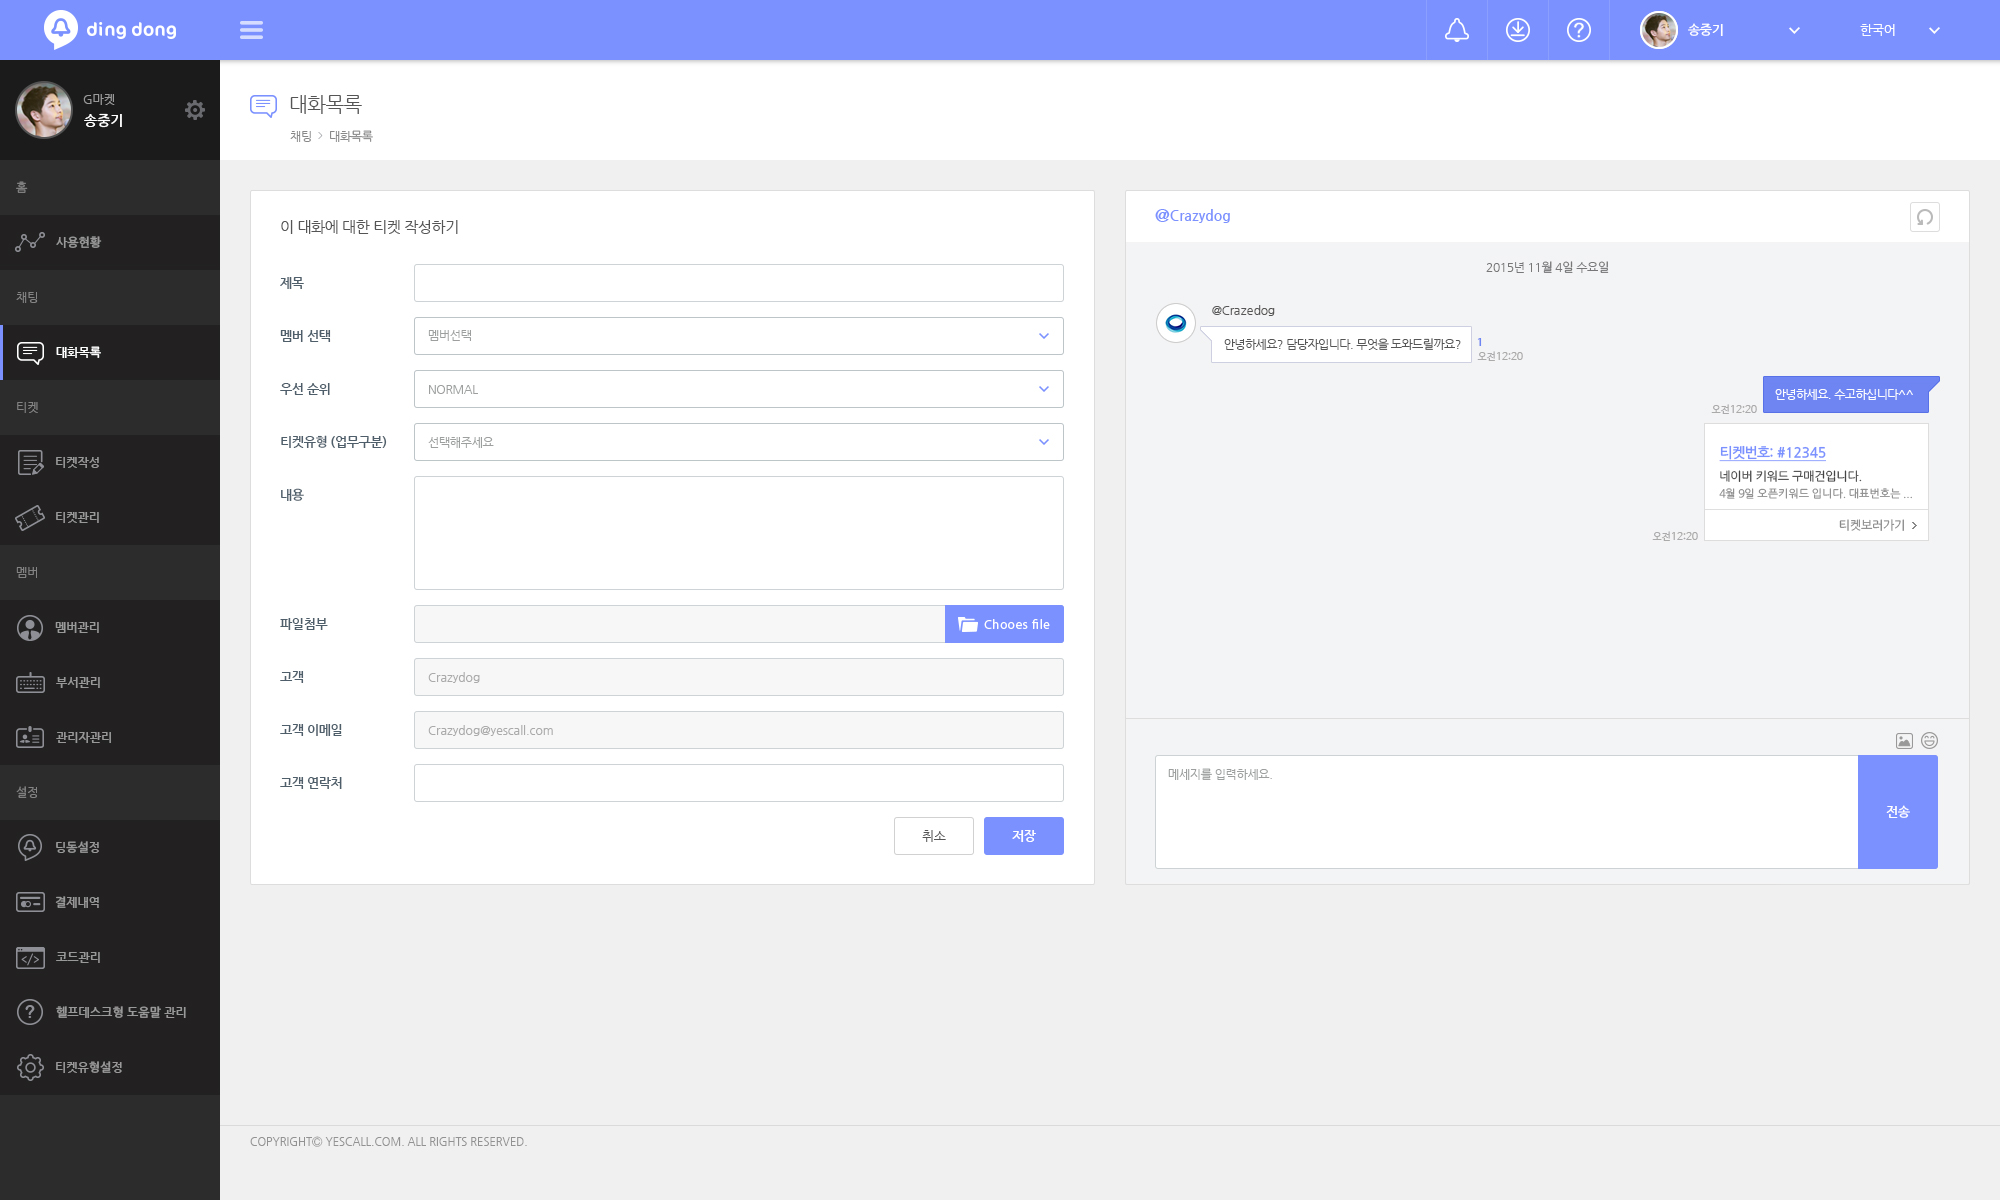 ding dong
송중기
한국어
G마켓
송중기
홈
사용현황
채팅
대화목록
티켓
티켓작성
티켓관리
멤버
멤버관리
부서관리
관리자관리
설정
딩동설정
결제내역
코드관리
헬프데스크형 도움말 관리
티켓유형설정
대화목록
채팅 > 대화목록
이 대화에 대한 티켓 작성하기
제목
멤버 선택
멤버선택
우선 순위
NORMAL
티켓유형 (업무구분)
선택해주세요
내용
파일첨부
Chooes file
고객
Crazydog
고객 이메일
Crazydog@yescall.com
고객 연락처
취소
저장
@Crazydog
2015년 11월 4일 수요일
@Crazedog
안녕하세요? 담당자입니다. 무엇을 도와드릴까요?
1
오전12:20
안녕하세요. 수고하십니다^^
오전12:20
티켓번호: #12345
네이버 키워드 구매건입니다.
4월 9일 오픈키워드 입니다. 대표번호는 ...
티켓보러가기 >
오전12:20
메세지를 입력하세요.
전송
COPYRIGHT© YESCALL.COM. ALL RIGHTS RESERVED.